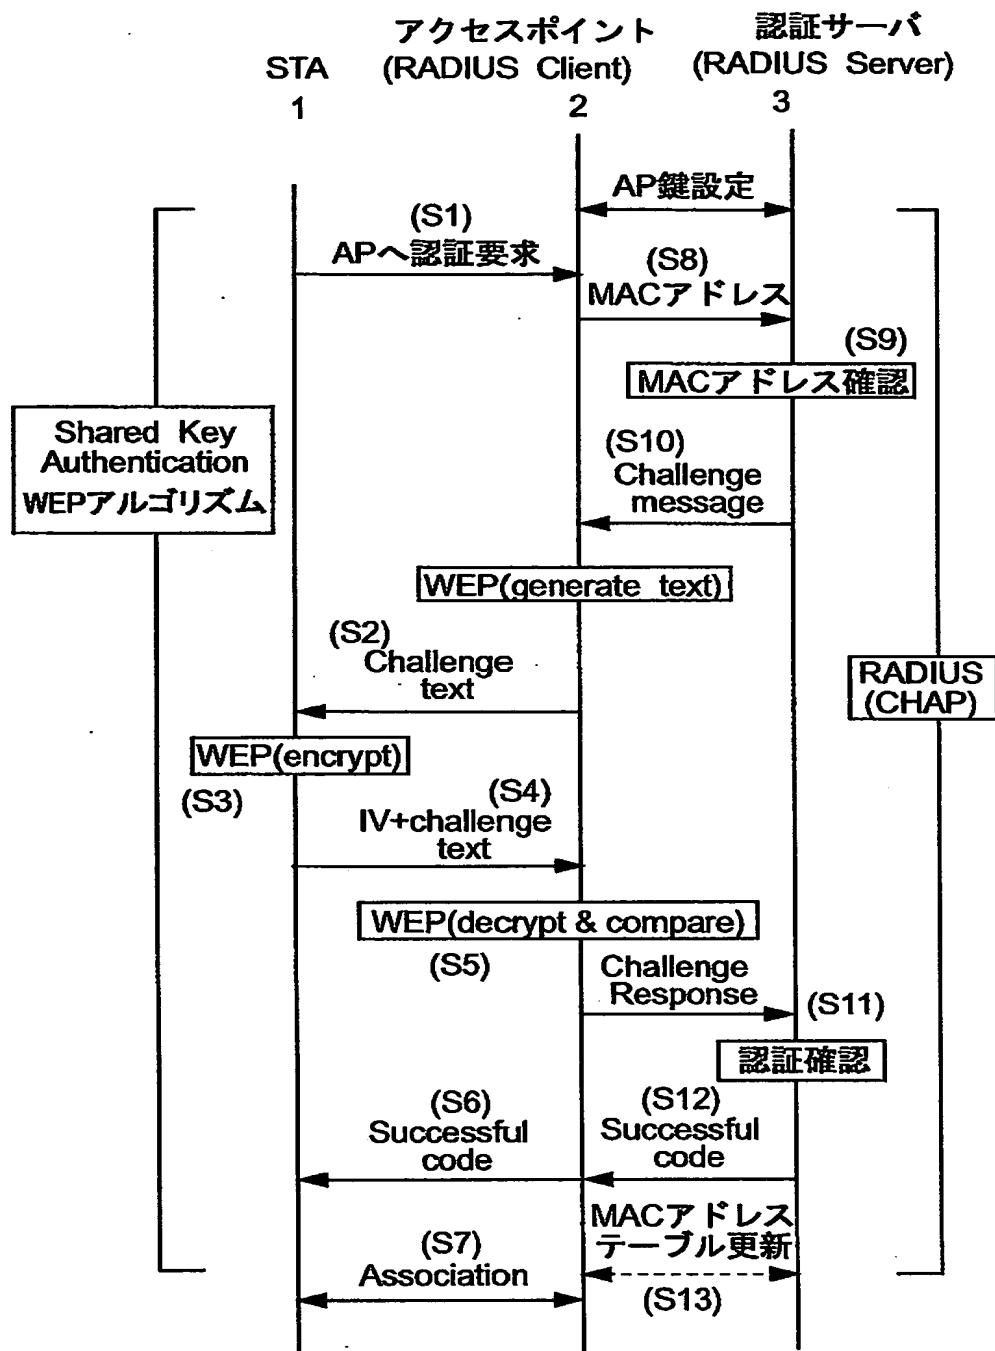 アクセスポイント
認証サーバ
STA
(RADIUS Client)
(RADIUS Server)
1
2
3
AP鍵設定
(S1)
APへ認証要求
(S8)
MACアドレス
(S9)
MACアドレス確認
Shared Key
Authentication
WEPアルゴリズム
(S10)
Challenge
message
WEP(generate text)
(S2)
Challenge
text
RADIUS
(CHAP)
WEP(encrypt)
(S3)
(S4)
IV+challenge
text
WEP(decrypt & compare)
(S5)
Challenge
Response
(S11)
認証確認
(S6)
Successful
code
(S12)
Successful
code
MACアドレス
テーブル更新
(S7)
Association
(S13)